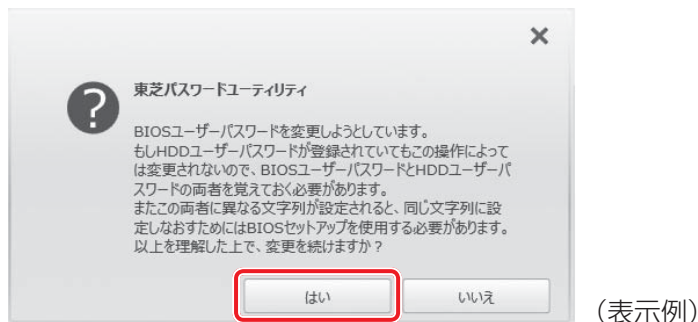 東芝パスワードユーティリティ
BIOSユーザーパスワードを変更しようとしています。
もしHDDユーザーパスワードが登録されていてもこの操作によって
は変更されないので、BIOSユーザーパスワードとHDDユーザーパ
スワードの両者を覚えておく必要があります。
またこの両者に異なる文字列が設定されると、同じ文字列に設
定しなおすためにはBIOSセットアップを使用する必要があります。
以上を理解した上で、変更を続けますか?
はい
いいえ
（表示例）